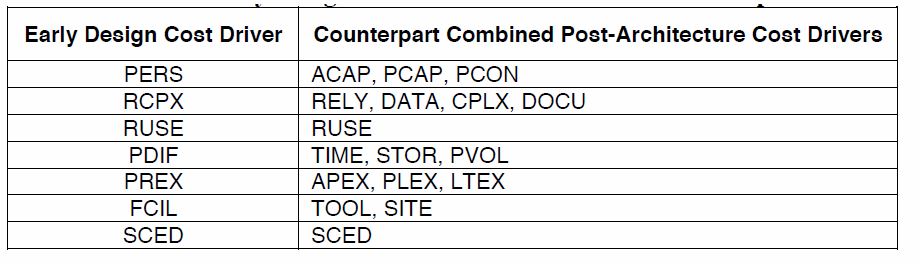 Early Design Cost Driver Counterpart Combined Post-Architecture Cost Drivers
PERS ACAP, PCAP, PCON
RCPX RELY, DATA, CPLX, DOCU
RUSE RUSE
PDIF TIME, STOR, PVOL
PREX APEX, PLEX, LTEX
FCIL TOOL, SITE
SCED SCED